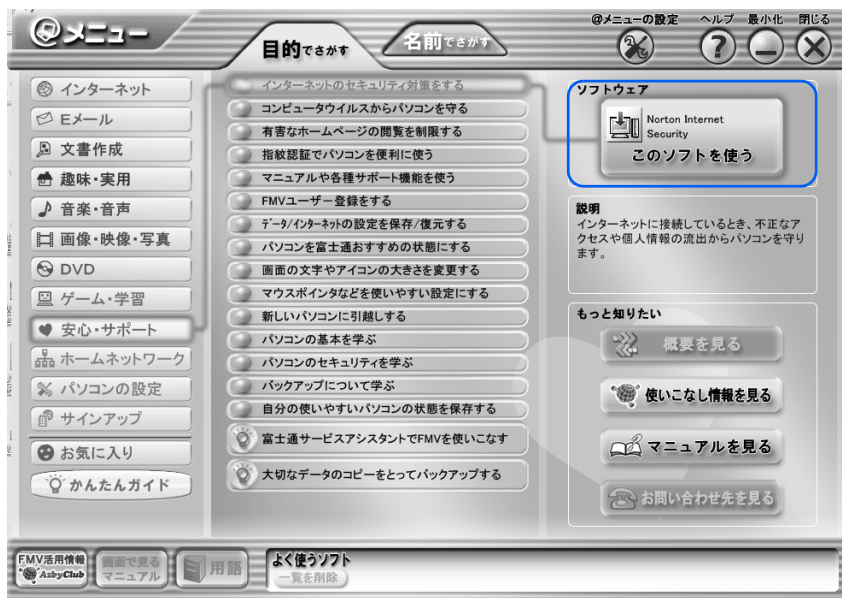 @メニュー
目的でさがす
名前でさがす
@メニューの設定
ヘルプ
最小化
閉じる
インターネット
Eメール
文書作成
趣味・実用
音楽・音声
画像・映像・写真
DVD
ゲーム・学習
安心・サポート
ホームネットワーク
パソコンの設定
サインアップ
お気に入り
かんたんガイド
インターネットのセキュリティ対策をする
コンピュータウイルスからパソコンを守る
有害なホームページの閲覧を制限する
指紋認証でパソコンを便利に使う
マニュアルや各種サポート機能を使う
FMVユーザー登録をする
データ/インターネットの設定を保存/復元する
パソコンを富士通おすすめの状態にする
画面の文字やアイコンの大きさを変更する
マウスポインタなどを使いやすい設定にする
新しいパソコンに引越しする
パソコンの基本を学ぶ
パソコンのセキュリティを学ぶ
バックアップについて学ぶ
自分の使いやすいパソコンの状態を保存する
富士通サービスアシスタントでFMVを使いこなす
大切なデータのコピーをとってバックアップする
ソフトウェア
Norton Internet
Security
このソフトを使う
説明
インターネットに接続しているとき、不正なア
クセスや個人情報の流出からパソコンを守り
ます。
もっと知りたい
概要を見る
使いこなし情報を見る
マニュアルを見る
お問い合わせ先を見る
FMV活用情報
AzbyClub
画面で見る
マニュアル
用語
よく使うソフト
一覧を削除